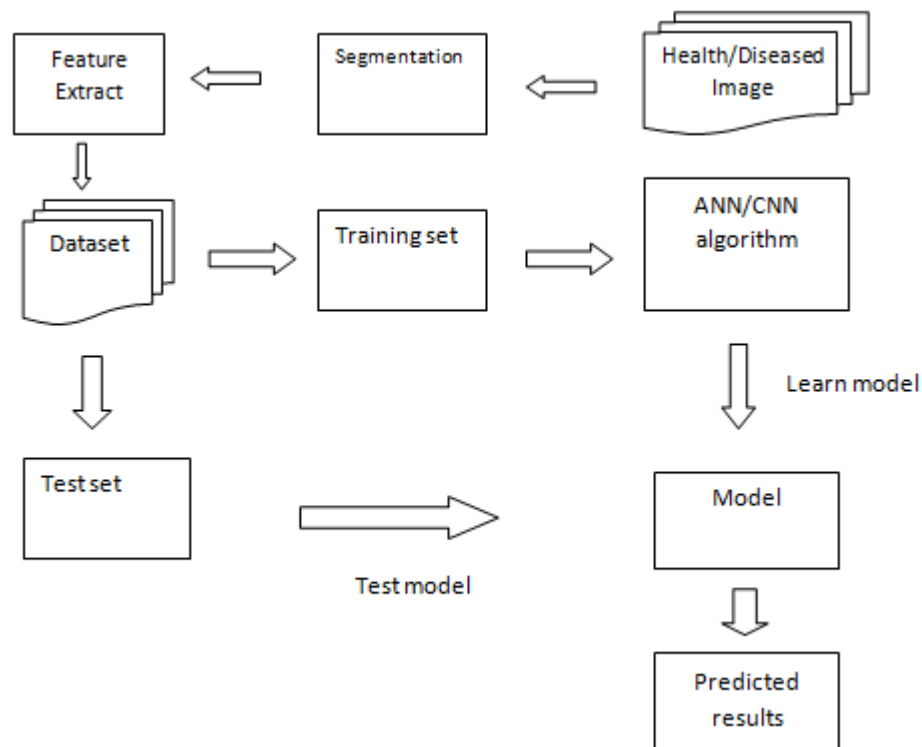 Feature
Extract
Segmentation
Health/Diseased
Image
Dataset
Training set
ANN/CNN
algorithm
Learn model
Test set
Model
Test model
Predicted
results